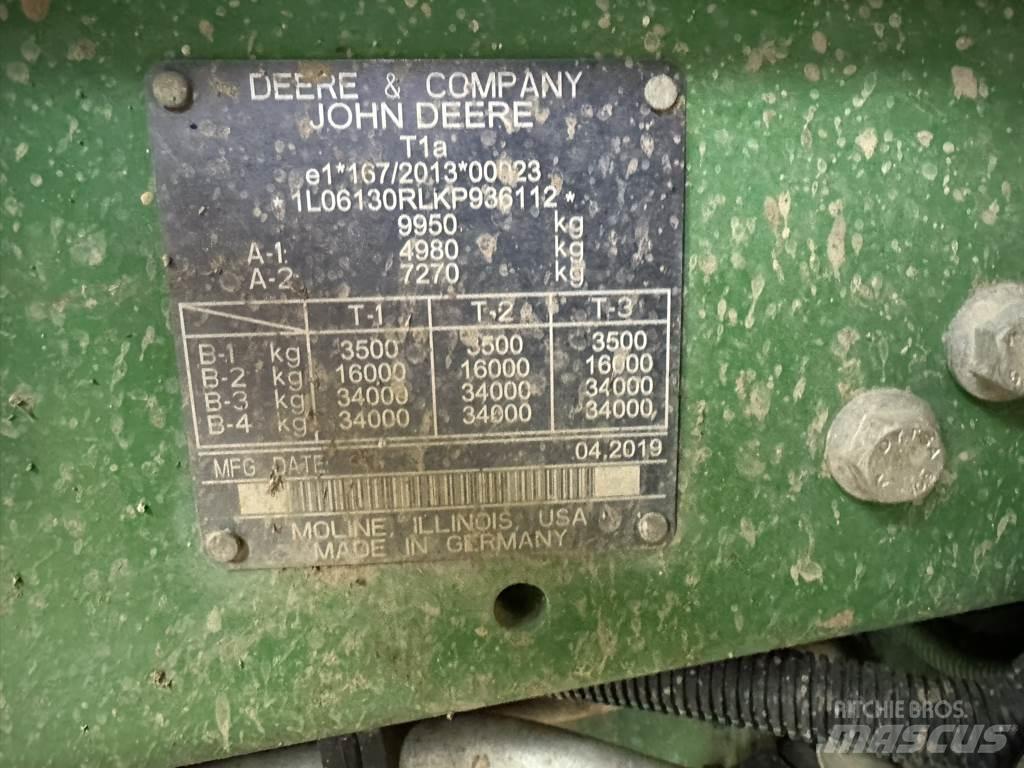 DEERE & COMPANY
JOHN DEERE
T1a
e1*167/2013*00023
*1L06130RLKP936112*
9950 kg
A-1 4980 kg
A-2 7270 kg
T-1 T-2 T-3
B-1 kg 3500 3500 3500
B-2 kg 16000 16000 16000
B-3 kg 34000 34000 34000
B-4 kg 34000 34000 34000
MFG DATE 04.2019
MOLINE, ILLINOIS, USA
MADE IN GERMANY
RITCHIE BROS.
MASCUS